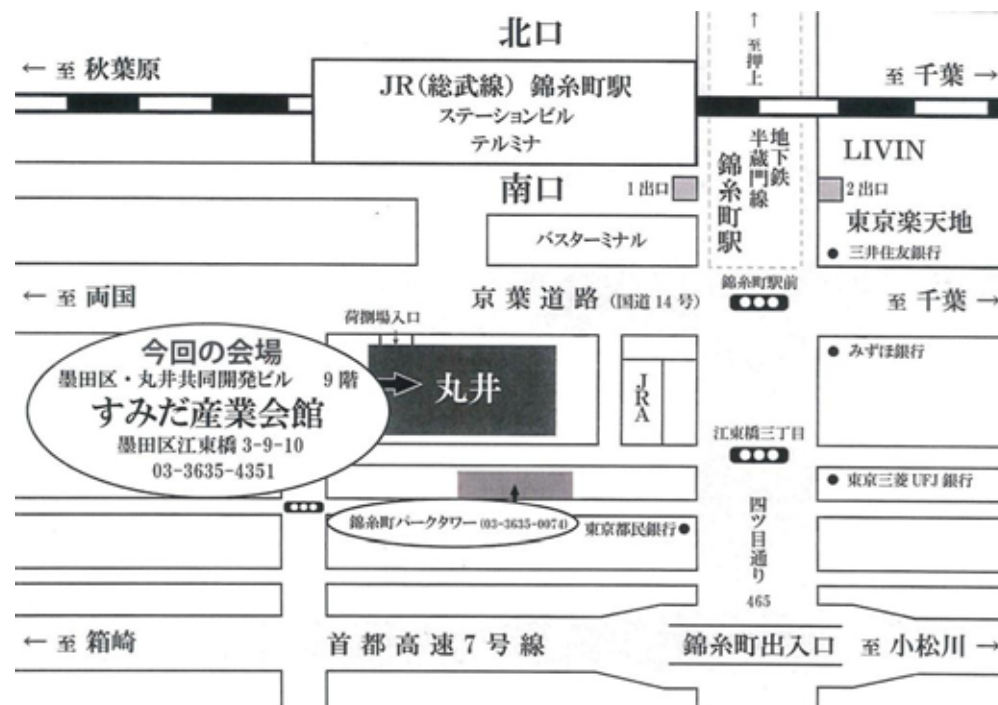 北口
← 至 押上
← 至 秋葉原
JR(総武線) 錦糸町駅
ステーションビル
テルミナ
至 千葉 →
地下鉄
半蔵門線
錦糸町駅
LIVIN
南口
1出口
2出口
東京楽天地
バスターミナル
三井住友銀行
錦糸町駅前
← 至 両国
京葉道路 (国道14号)
至 千葉 →
荷捌場入口
今回の会場
墨田区・丸井共同開発ビル 9階
すみだ産業会館
墨田区江東橋 3-9-10
03-3635-4351
丸井
JRA
みずほ銀行
江東橋三丁目
東京三菱UFJ銀行
錦糸町パークタワー (03-3635-0074)
東京都民銀行
四ツ目通り
465
← 至 箱崎
首都高速7号線
錦糸町出入口
至 小松川 →